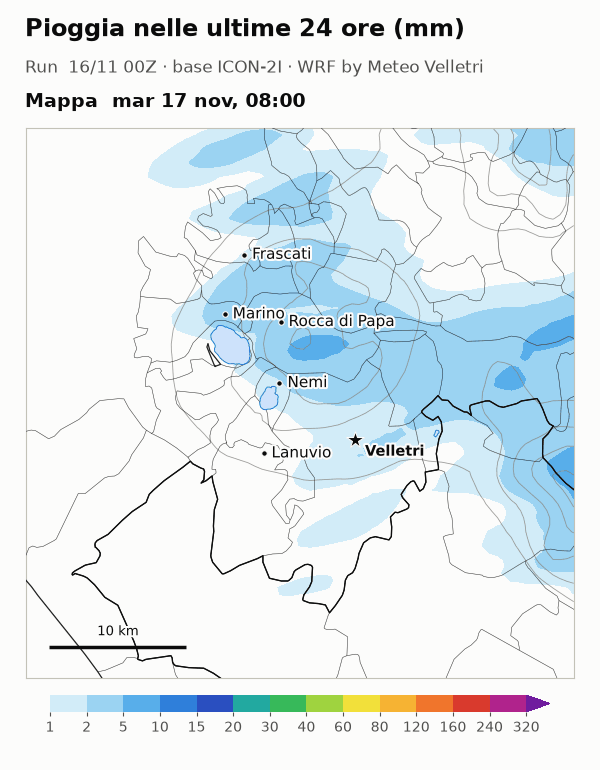 Pioggia nelle ultime 24 ore (mm)
Run  16/11 00Z · base ICON-2I · WRF by Meteo Velletri
Mappa  mar 17 nov, 08:00
Frascati
Marino
Rocca di Papa
Nemi
Velletri
Lanuvio
10 km
1 2 5 10 15 20 30 40 60 80 120 160 240 320